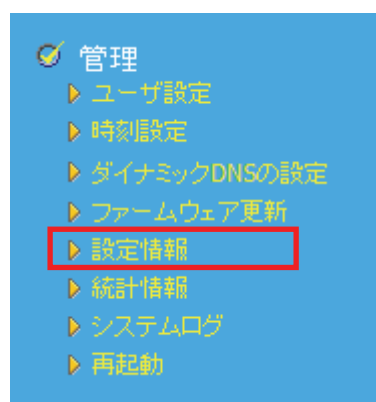 管理
ユーザ設定
時刻設定
ダイナミックDNSの設定
ファームウェア更新
設定情報
統計情報
システムログ
再起動